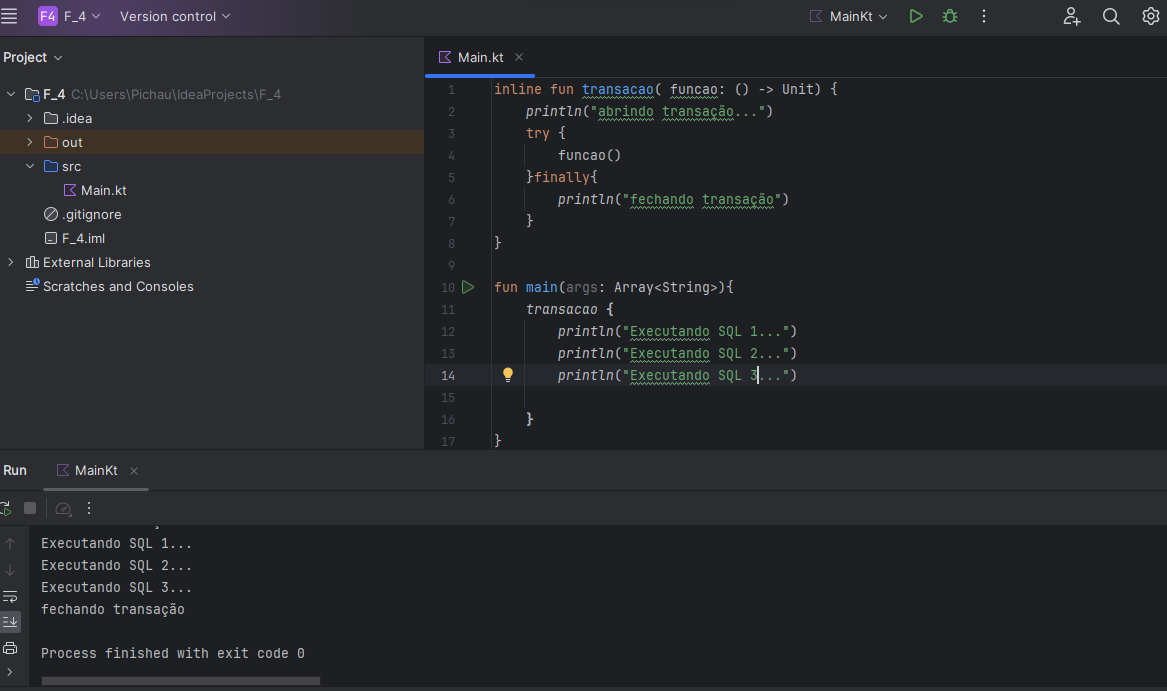 F4 F_4 Version control MainKt
Project
F_4 C:\Users\Pichau\IdeaProjects\F_4
.idea
out
src
Main.kt
.gitignore
F_4.iml
External Libraries
Scratches and Consoles
Main.kt
1 inline fun transacao( funcao: () -> Unit) {
2 println("abrindo transação...")
3 try {
4 funcao()
5 }finally{
6 println("fechando transação")
7 }
8 }
9
10 fun main(args: Array<String>){
11 transacao {
12 println("Executando SQL 1...")
13 println("Executando SQL 2...")
14 println("Executando SQL 3...")
15
16 }
17 }
Run MainKt
Executando SQL 1...
Executando SQL 2...
Executando SQL 3...
fechando transação
Process finished with exit code 0